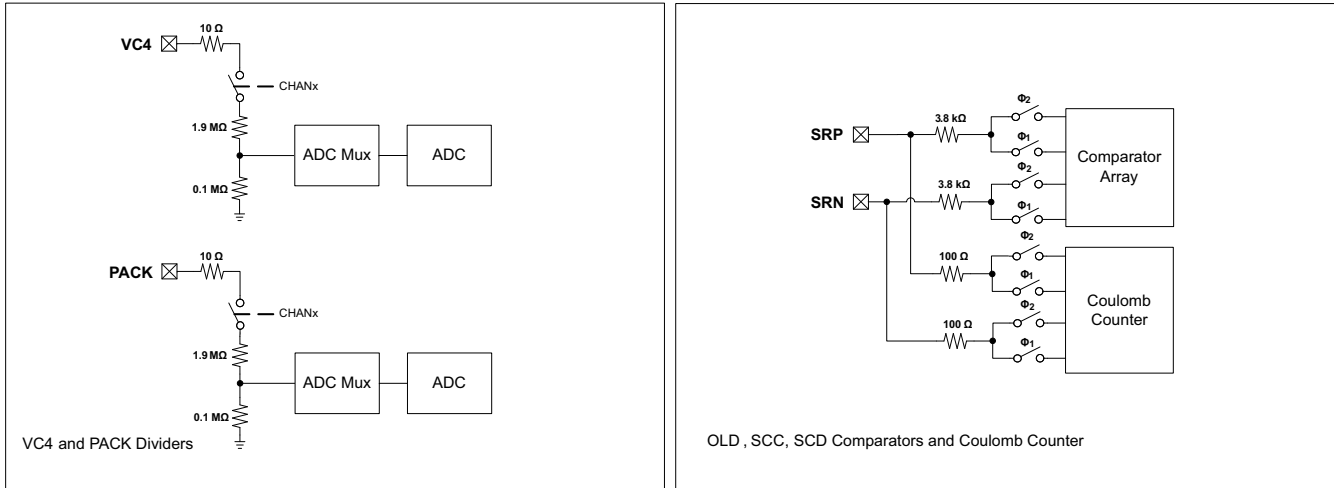 10 Ω
VC4
CHANx
1.9 MΩ
ADC Mux
ADC
0.1 MΩ
10 Ω
PACK
CHANx
1.9 MΩ
ADC Mux
ADC
0.1 MΩ
VC4 and PACK Dividers
Φ2
3.8 kΩ
SRP
Φ1
Comparator
Array
Φ2
3.8 kΩ
SRN
Φ1
Φ2
100 Ω
Φ1
Coulomb
Counter
Φ2
100 Ω
Φ1
OLD , SCC, SCD Comparators and Coulomb Counter